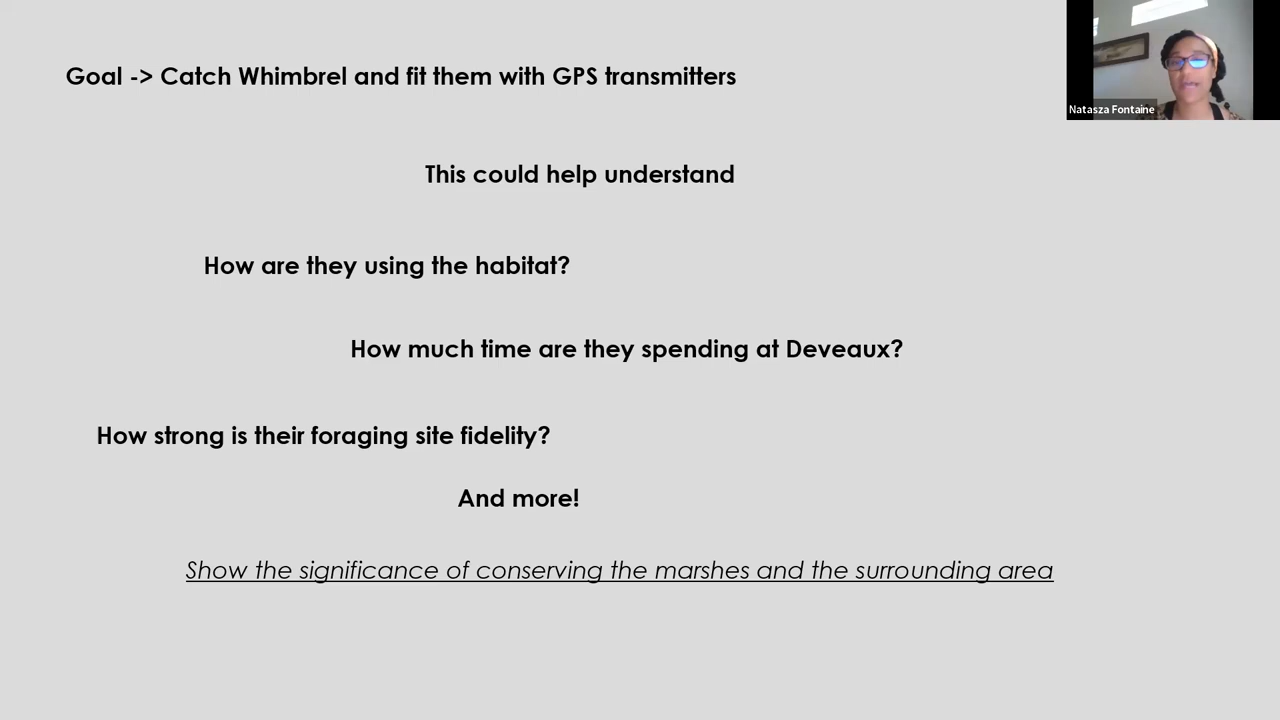 Goal -> Catch Whimbrel and fit them with GPS transmitters
Natasza Fontaine
This could help understand
How are they using the habitat?
How much time are they spending at Deveaux?
How strong is their foraging site fidelity?
And more!
Show the significance of conserving the marshes and the surrounding area